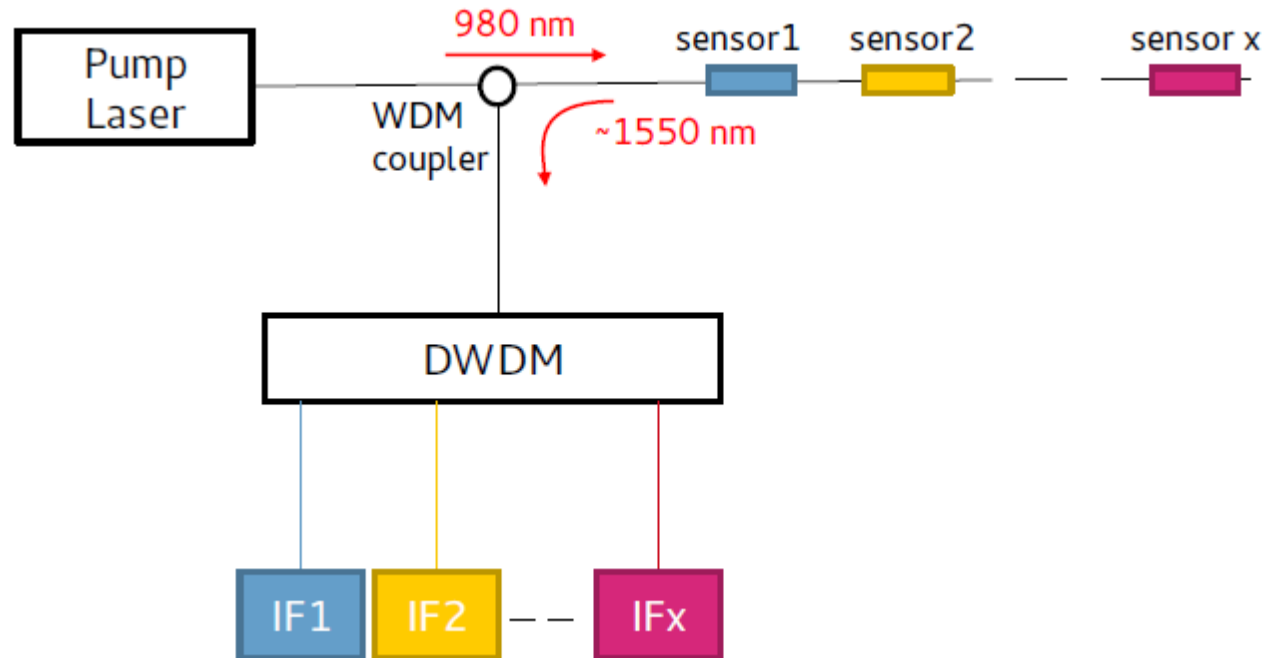 Pump
Laser
980 nm
sensor1
sensor2
sensor x
WDM
coupler
~1550 nm
DWDM
IF1
IF2
IFx